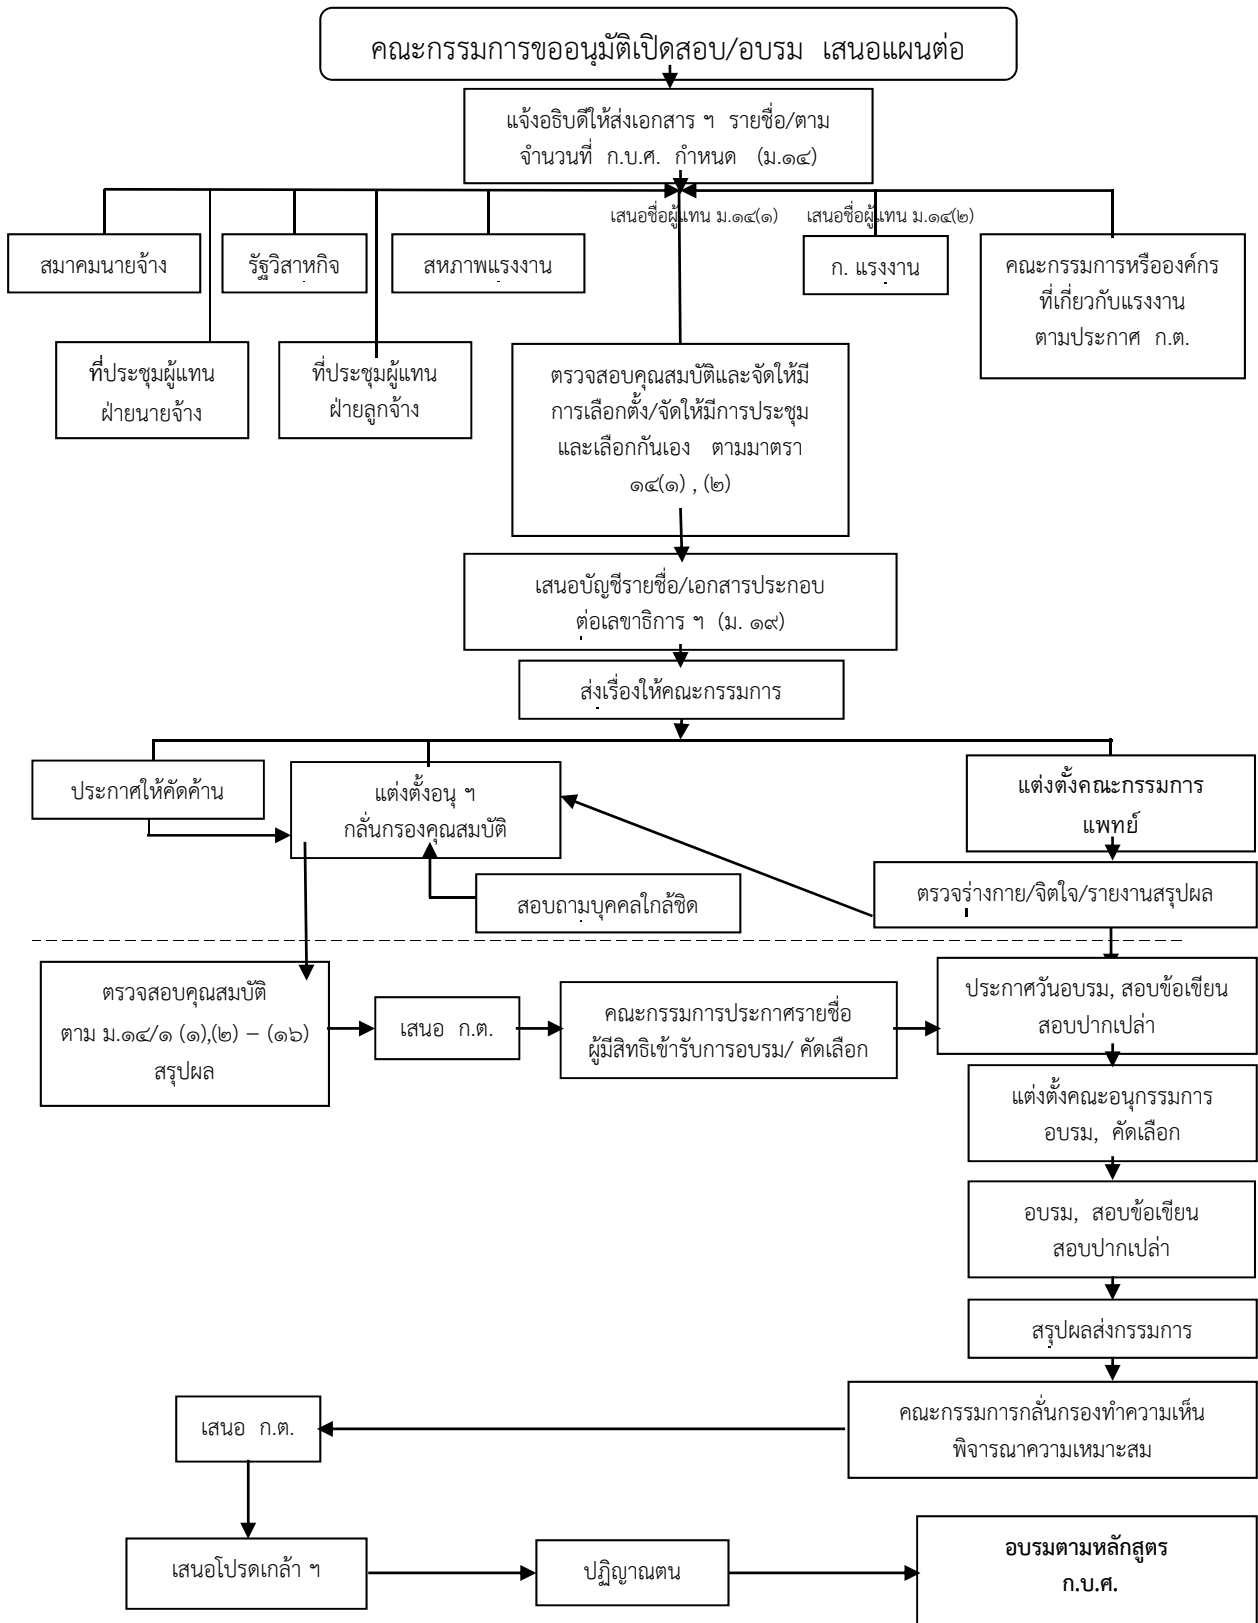 คณะกรรมการขออนุมัติเปิดสอบ/อบรม เสนอแผนต่อ
แจ้งอธิบดีให้ส่งเอกสาร ฯ รายชื่อ/ตาม
จำนวนที่ ก.บ.ศ. กำหนด (ม.๑๔)
เสนอชื่อผู้แทน ม.๑๔(๑)
เสนอชื่อผู้แทน ม.๑๔(๒)
สมาคมนายจ้าง
รัฐวิสาหกิจ
สหภาพแรงงาน
ก. แรงงาน
คณะกรรมการหรือองค์กร
ที่เกี่ยวกับแรงงาน
ตามประกาศ ก.ต.
ที่ประชุมผู้แทน
ฝ่ายนายจ้าง
ที่ประชุมผู้แทน
ฝ่ายลูกจ้าง
ตรวจสอบคุณสมบัติและจัดให้มี
การเลือกตั้ง/จัดให้มีการประชุม
และเลือกกันเอง ตามมาตรา
๑๔(๑) , (๒)
เสนอบัญชีรายชื่อ/เอกสารประกอบ
ต่อเลขาธิการ ฯ (ม. ๑๙)
ส่งเรื่องให้คณะกรรมการ
ประกาศให้คัดค้าน
แต่งตั้งอนุ ฯ
กลั่นกรองคุณสมบัติ
แต่งตั้งคณะกรรมการ
แพทย์
สอบถามบุคคลใกล้ชิด
ตรวจร่างกาย/จิตใจ/รายงานสรุปผล
ตรวจสอบคุณสมบัติ
ตาม ม.๑๔/๑ (๑),(๒) – (๑๖)
สรุปผล
เสนอ ก.ต.
คณะกรรมการประกาศรายชื่อ
ผู้มีสิทธิเข้ารับการอบรม/ คัดเลือก
ประกาศวันอบรม, สอบข้อเขียน
สอบปากเปล่า
แต่งตั้งคณะอนุกรรมการ
อบรม, คัดเลือก
อบรม, สอบข้อเขียน
สอบปากเปล่า
สรุปผลส่งกรรมการ
คณะกรรมการกลั่นกรองทำความเห็น
พิจารณาความเหมาะสม
เสนอ ก.ต.
เสนอโปรดเกล้า ฯ
ปฏิญาณตน
อบรมตามหลักสูตร
ก.บ.ศ.